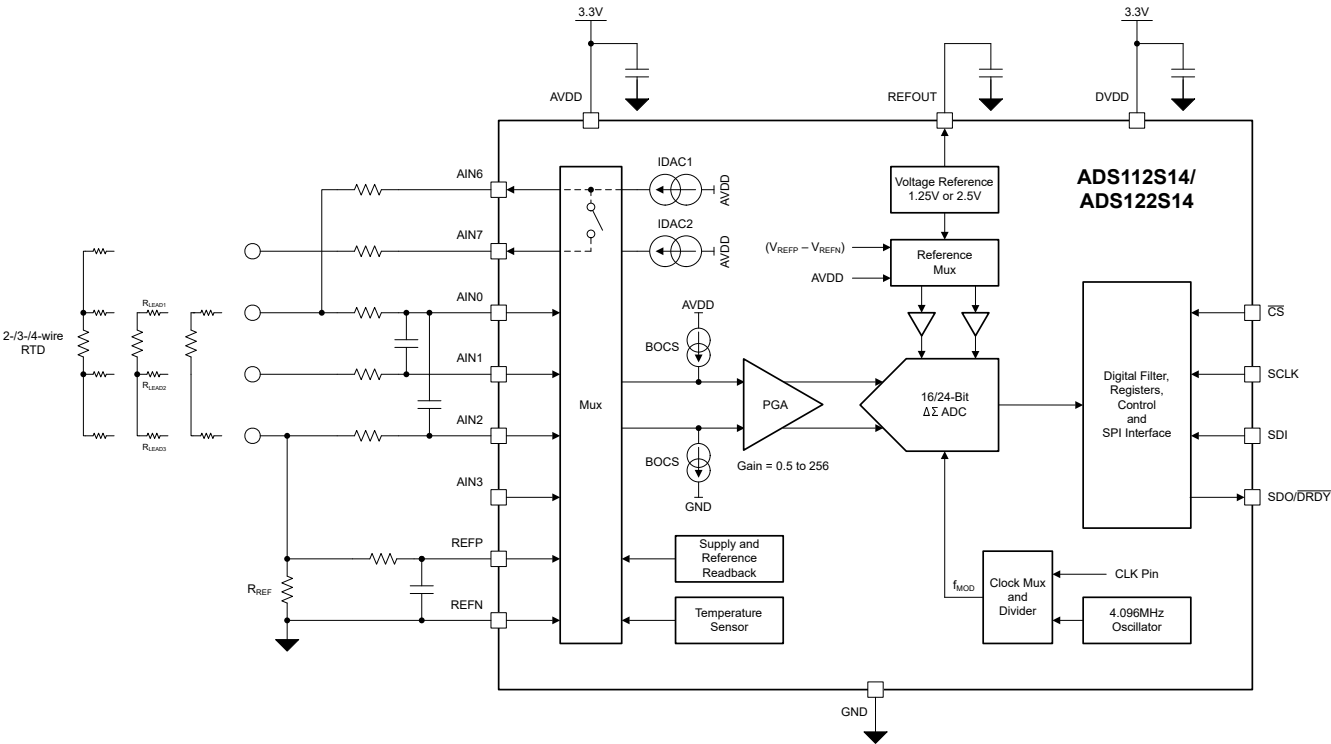 3.3V
3.3V
AVDD
REFOUT
DVDD
AIN6
IDAC1
AVDD
Voltage Reference
1.25V or 2.5V
ADS112S14/
ADS122S14
AIN7
IDAC2
AVDD
(VREFP – VREFN)
AVDD
Reference
Mux
2-/3-/4-wire
RTD
RLEAD1
RLEAD2
RLEAD3
AIN0
AIN1
AIN2
AIN3
REFP
REFN
RREF
Mux
AVDD
BOCS
BOCS
GND
PGA
Gain = 0.5 to 256
16/24-Bit
ΔΣ ADC
Digital Filter,
Registers,
Control
and
SPI Interface
CS
SCLK
SDI
SDO/DRDY
Supply and
Reference
Readback
Temperature
Sensor
fMOD
Clock Mux
and
Divider
CLK Pin
4.096MHz
Oscillator
GND